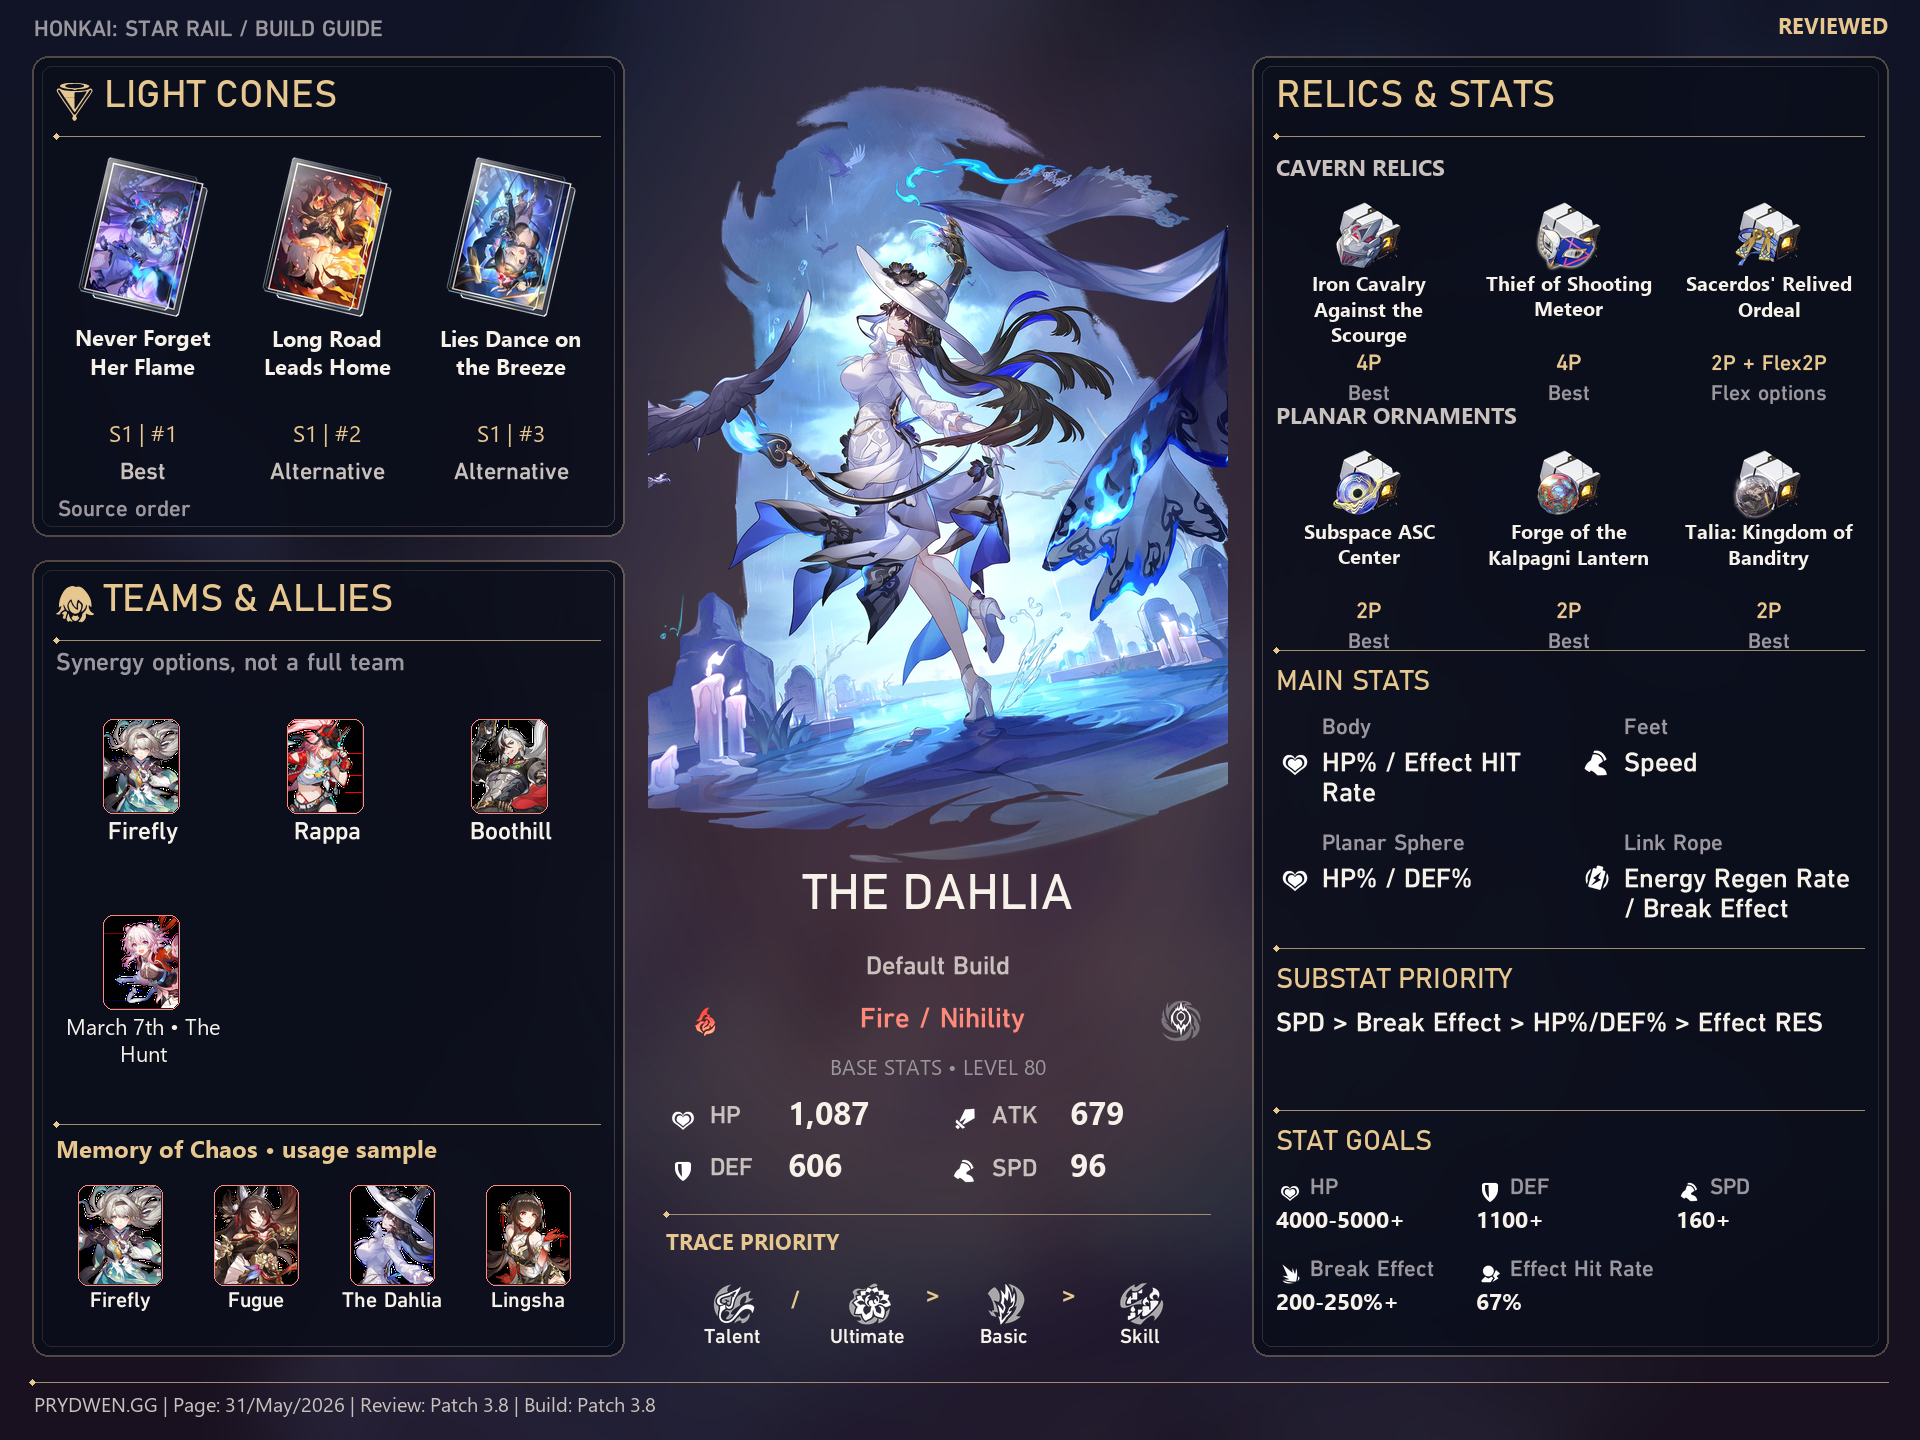 HONKAI: STAR RAIL / BUILD GUIDE
REVIEWED
LIGHT CONES
Never Forget
Her Flame
Long Road
Leads Home
Lies Dance on
the Breeze
S1 | #1
S1 | #2
S1 | #3
Best
Alternative
Alternative
Source order
TEAMS & ALLIES
Synergy options, not a full team
Firefly
Rappa
Boothill
March 7th • The
Hunt
Memory of Chaos • usage sample
Firefly
Fugue
The Dahlia
Lingsha
THE DAHLIA
Default Build
Fire / Nihility
BASE STATS • LEVEL 80
HP 1,087
ATK 679
DEF 606
SPD 96
TRACE PRIORITY
/ > >
Talent
Ultimate
Basic
Skill
RELICS & STATS
CAVERN RELICS
Iron Cavalry
Against the
Scourge
Thief of Shooting
Meteor
Sacerdos' Relived
Ordeal
4P
4P
2P + Flex2P
Best
Best
Flex options
PLANAR ORNAMENTS
Subspace ASC
Center
Forge of the
Kalpagni Lantern
Talia: Kingdom of
Banditry
2P
2P
2P
Best
Best
Best
MAIN STATS
Body
HP% / Effect HIT
Rate
Feet
Speed
Planar Sphere
HP% / DEF%
Link Rope
Energy Regen Rate
/ Break Effect
SUBSTAT PRIORITY
SPD > Break Effect > HP%/DEF% > Effect RES
STAT GOALS
HP
4000-5000+
DEF
1100+
SPD
160+
Break Effect
200-250%+
Effect Hit Rate
67%
PRYDWEN.GG | Page: 31/May/2026 | Review: Patch 3.8 | Build: Patch 3.8